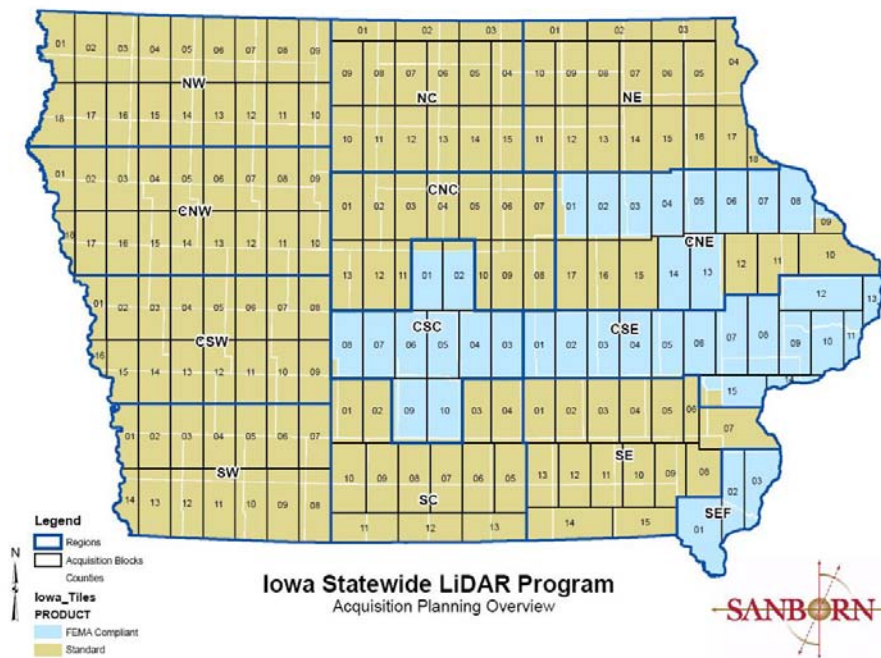 01 02 03 04 05 06 07 08 09
NW
18 17 16 15 14 13 12 11 10
01 02 03
09 08 07 06 05 04
NC
10 11 12 13 14 15
01 02 03
04
10 09 08 07 06 05
NE
11 12 13 14 15 16 17
18
01 02 03 04 05 06 07 08 09
CNW
18 17 16 15 14 13 12 11 10
CNC
01 02 03 04 05 06 07
13 12 11 10 09 08
01 02 03 04 05 06 07 08
09
CNE
17 16 15 14 13 12 11 10
01 02 03 04 05 06 07 08
CSW
16 15 14 13 12 11 10 09
01 02
CSC
08 07 06 05 04 03
09 10
12 13
CSE
01 02 03 04 05 06 07 08 09 10 11
15 14
01 02 03 04 05 06 07
SW
14 13 12 11 10 09 08
01 02 03 04
10 09 08 07 06 05
SC
11 12 13
01 02 03 04 05 06
07
SE
13 12 11 10 09 08
14 15
02 03
SEF
01
Legend
Regions
Acquisition Blocks
Counties
Iowa_Tiles
PRODUCT
FEMA Compliant
Standard
N
Iowa Statewide LiDAR Program
Acquisition Planning Overview
SANBORN